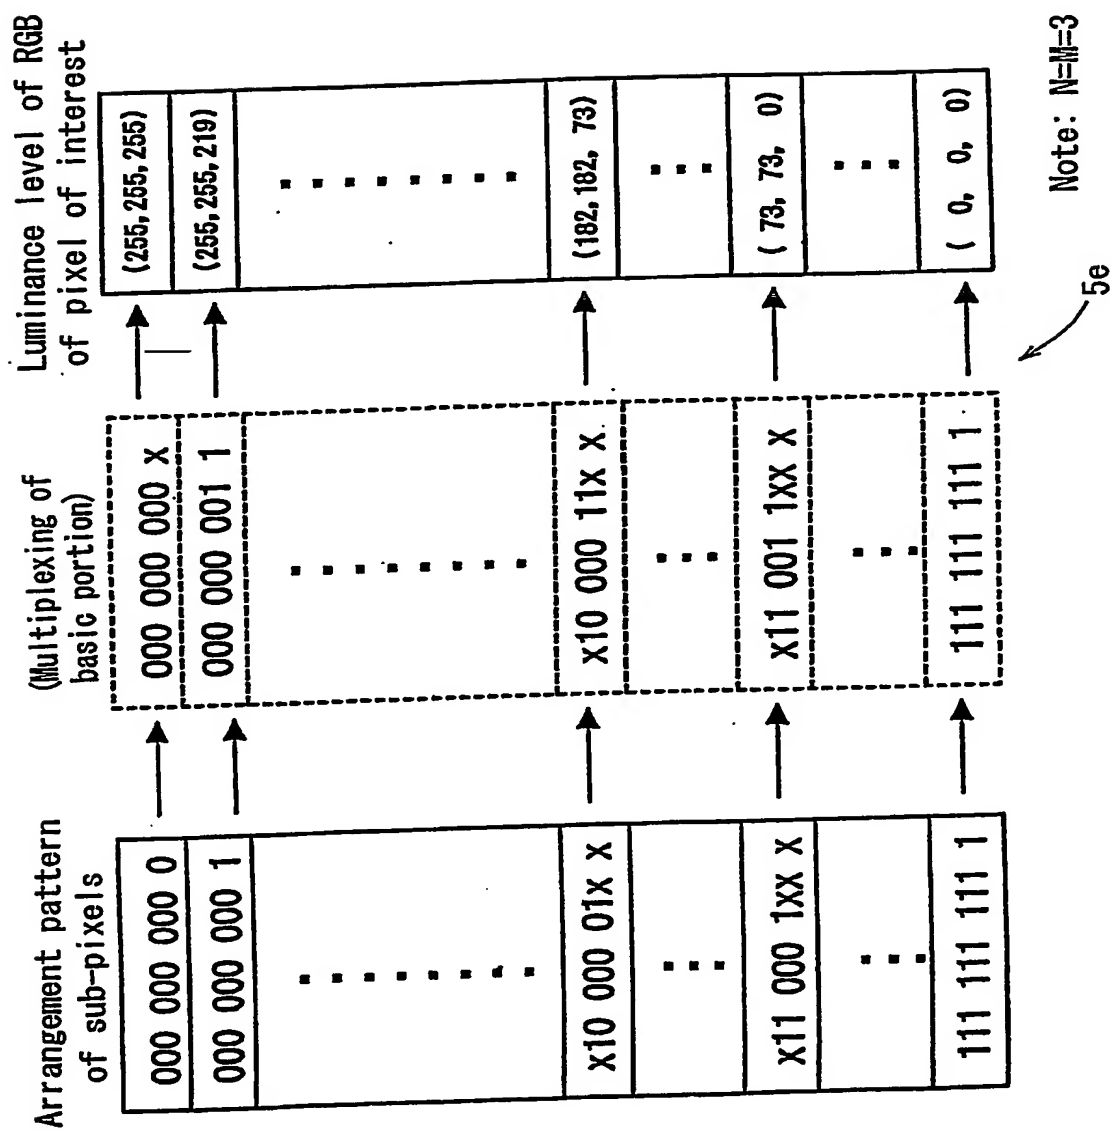 Arrangement pattern
of sub-pixels
000 000 000 0
000 000 000 1
X10 000 01X X
X11 000 1XX X
111 111 111 1
(Multiplexing of
basic portion)
000 000 000 X
000 000 001 1
X10 000 11X X
X11 001 1XX X
111 111 111 1
Luminance level of RGB
of pixel of interest
(255,255,255)
(255,255,219)
(182,182, 73)
( 73, 73, 0)
( 0, 0, 0)
5e
Note: N=M=3